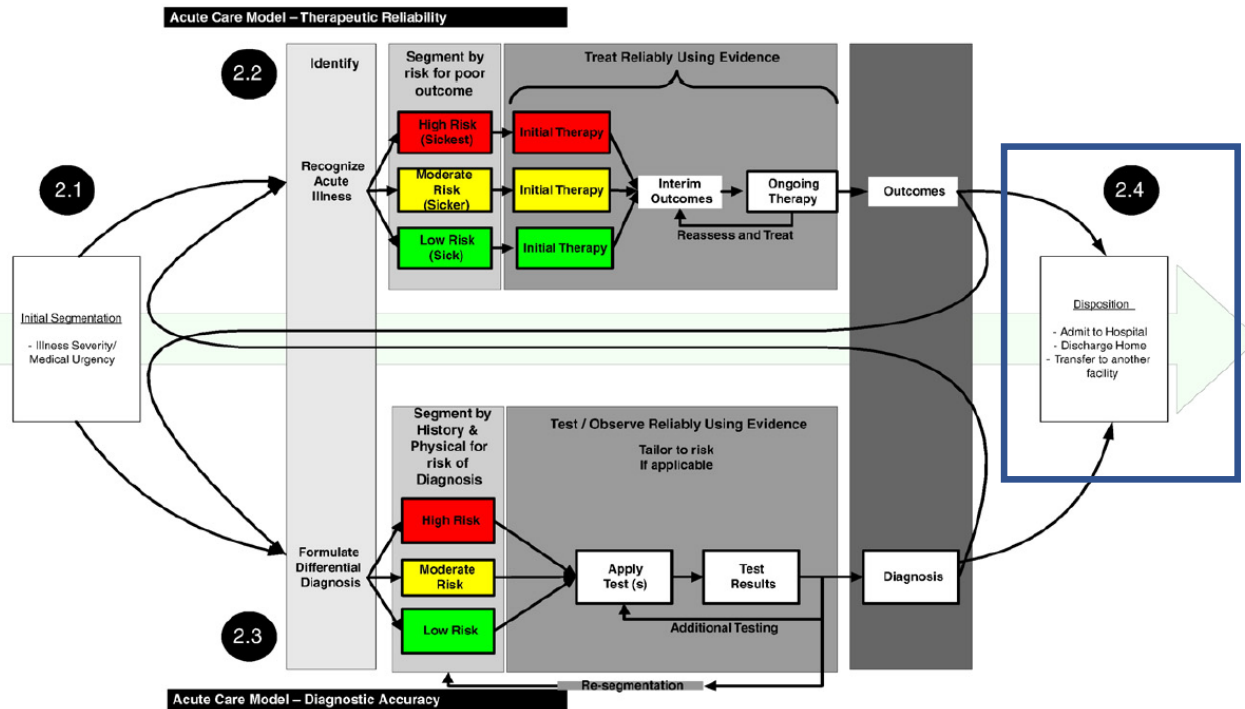 Acute Care Model – Therapeutic Reliability
2.2
Identify
Segment by
risk for poor
outcome
Treat Reliably Using Evidence
2.1
Recognize
Acute
Illness
High Risk
(Sickest)
Initial Therapy
Moderate
Risk
(Sicker)
Initial Therapy
Low Risk
(Sick)
Initial Therapy
Interim
Outcomes
Ongoing
Therapy
Reassess and Treat
Outcomes
2.4
Initial Segmentation
- Illness Severity/
Medical Urgency
Disposition
- Admit to Hospital
- Discharge Home
- Transfer to another
facility
Segment by
History &
Physical for
risk of
Diagnosis
Test / Observe Reliably Using Evidence
Tailor to risk
If applicable
Formulate
Differential
Diagnosis
High Risk
Moderate
Risk
Low Risk
Apply
Test (s)
Test
Results
Additional Testing
Diagnosis
2.3
Re-segmentation
Acute Care Model – Diagnostic Accuracy